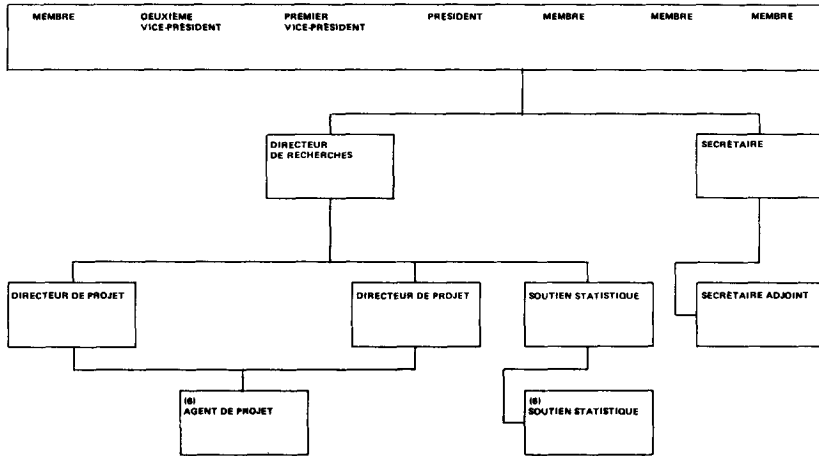 MEMBRE DEUXIÈME VICE-PRÉSIDENT PREMIER VICE-PRÉSIDENT PRÉSIDENT MEMBRE MEMBRE MEMBRE
DIRECTEUR
DE RECHERCHES
SECRÉTAIRE
DIRECTEUR DE PROJET
DIRECTEUR DE PROJET
SOUTIEN STATISTIQUE
SECRÉTAIRE ADJOINT
(6)
AGENT DE PROJET
(6)
SOUTIEN STATISTIQUE